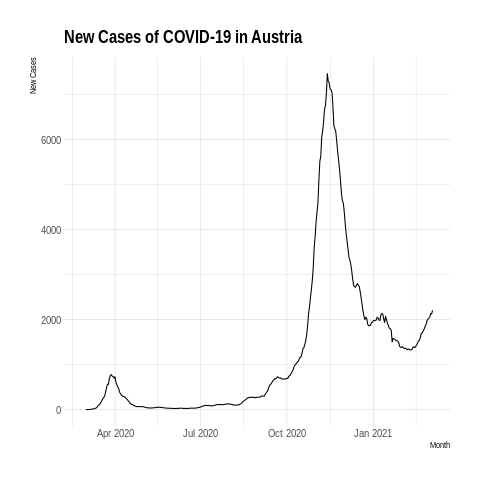 New Cases of COVID-19 in Austria
New Cases
6000
4000
2000
0
Apr 2020 Jul 2020 Oct 2020 Jan 2021
Month